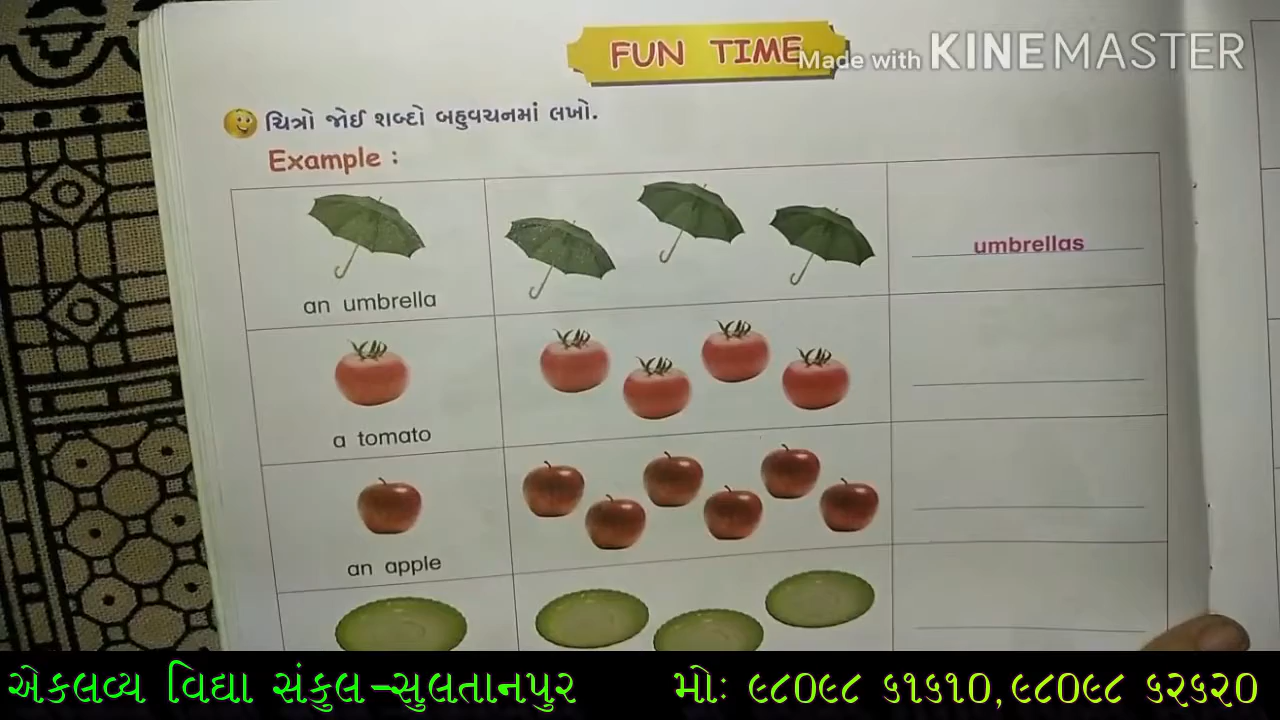 FUN TIME
Made with KINEMASTER
ચિત્રો જોઈ શબ્દો બહુવચનમાં લખો.
Example :
umbrellas
an umbrella
a tomato
an apple
એકલવ્ય વિદ્યા સંકુલ-સુલતાનપુર મોઃ ૯૮૦૯૮ ૬૧૬૧૦,૯૮૦૯૮ ૬૨૬૨૦